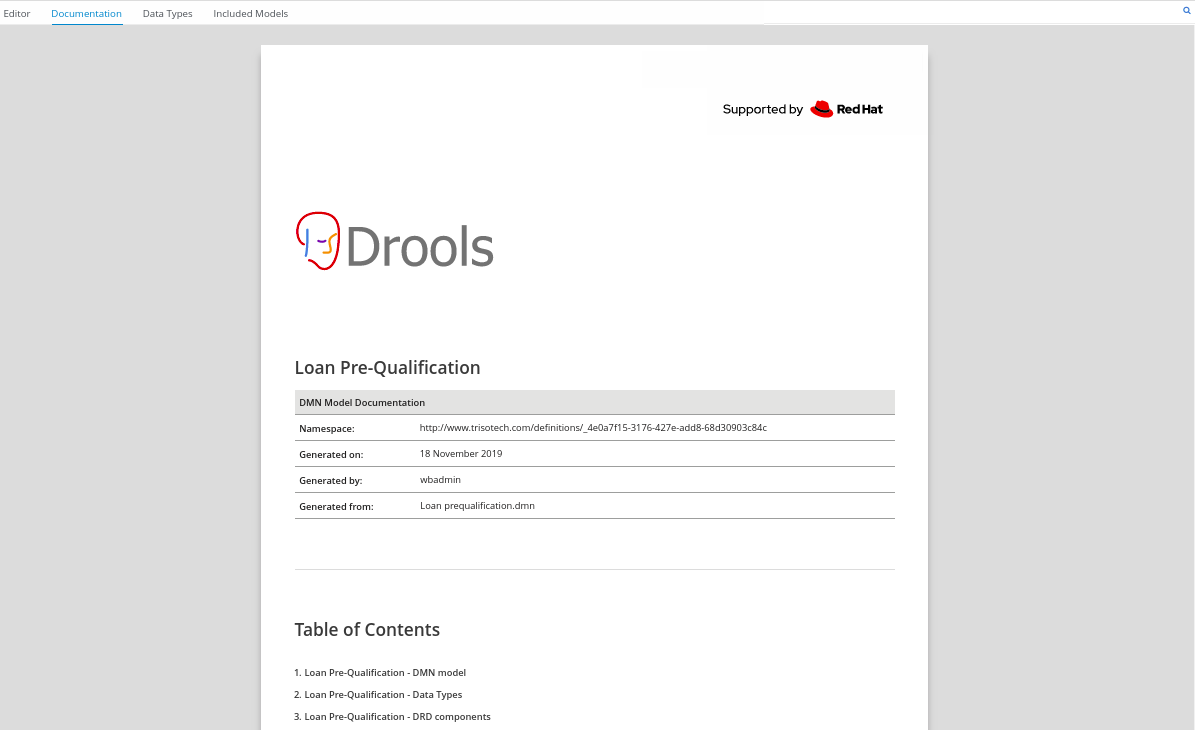 Editor Documentation Data Types Included Models
Supported by Red Hat
Drools
Loan Pre-Qualification
DMN Model Documentation
Namespace: http://www.trisotech.com/definitions/_4e0a7f15-3176-427e-add8-68d30903c84c
Generated on: 18 November 2019
Generated by: wbadmin
Generated from: Loan prequalification.dmn
Table of Contents
1. Loan Pre-Qualification - DMN model
2. Loan Pre-Qualification - Data Types
3. Loan Pre-Qualification - DRD components